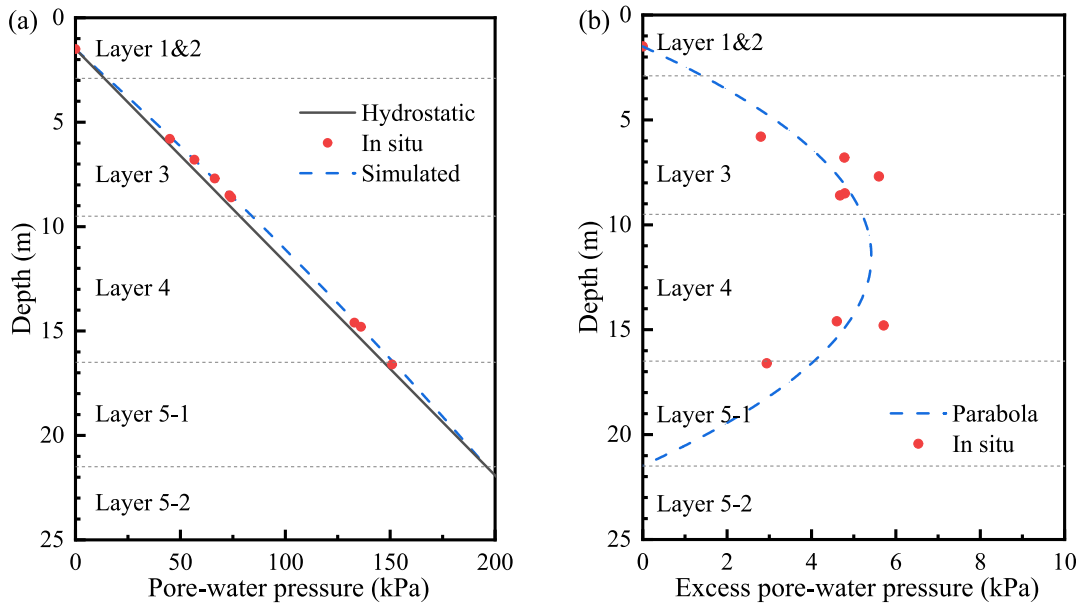 (a)
0
5
10
15
20
25
Depth (m)
Layer 1&2
Layer 3
Layer 4
Layer 5-1
Layer 5-2
Hydrostatic
In situ
Simulated
0
50
100
150
200
Pore-water pressure (kPa)
(b)
0
5
10
15
20
25
Depth (m)
Layer 1&2
Layer 3
Layer 4
Layer 5-1
Layer 5-2
Parabola
In situ
0
2
4
6
8
10
Excess pore-water pressure (kPa)